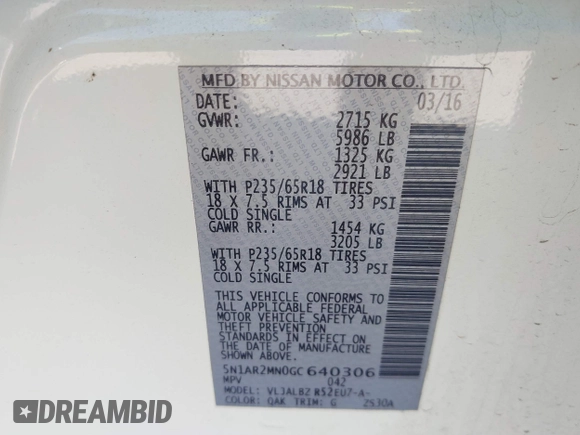 MFD BY NISSAN MOTOR CO., LTD.
DATE: 03/16
GVWR: 2715 KG
5986 LB
GAWR FR.: 1325 KG
2921 LB
WITH P235/65R18 TIRES
18 X 7.5 RIMS AT 33 PSI
COLD SINGLE
GAWR RR.: 1454 KG
3205 LB
WITH P235/65R18 TIRES
18 X 7.5 RIMS AT 33 PSI
COLD SINGLE
THIS VEHICLE CONFORMS TO
ALL APPLICABLE FEDERAL
MOTOR VEHICLE SAFETY AND
THEFT PREVENTION
STANDARDS IN EFFECT ON
THE DATE OF MANUFACTURE
SHOWN ABOVE.
5N1AR2MN0GC640306
MPV 042
MODEL: VLJALBZ R52EU7-A-
COLOR: QAK TRIM: G 2S30A